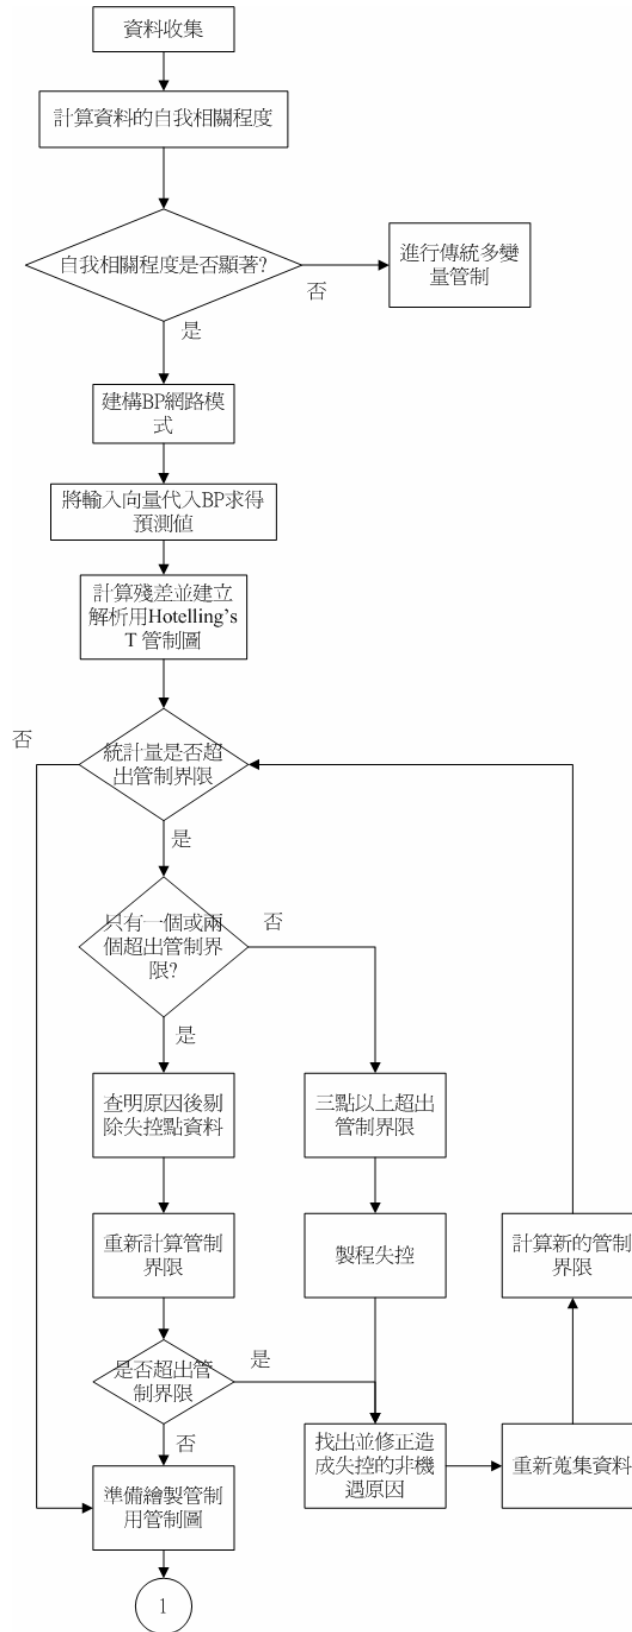 資料收集
計算資料的自我相關程度
自我相關程度是否顯著?
否
進行傳統多變
量管制
是
建構BP網路模
式
將輸入向量代入BP求得
預測值
計算殘差並建立
解析用Hotelling's
T 管制圖
否
統計量是否超
出管制界限
是
只有一個或兩
個超出管制界
限?
否
是
查明原因後剔
除失控點資料
三點以上超出
管制界限
重新計算管制
界限
製程失控
計算新的管制
界限
是否超出管
制界限
是
否
找出並修正造
成失控的非機
遇原因
重新蒐集資料
準備繪製管制
用管制圖
1